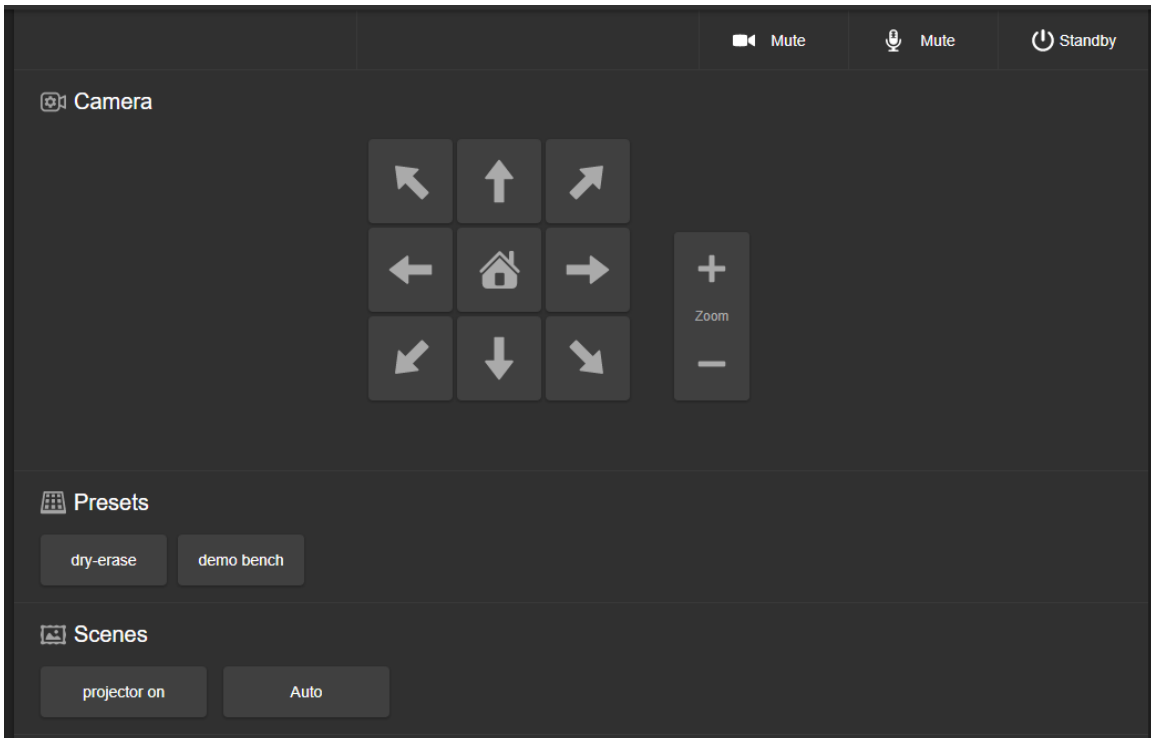 Mute
Mute
Standby
Camera
Zoom
Presets
dry-erase
demo bench
Scenes
projector on
Auto